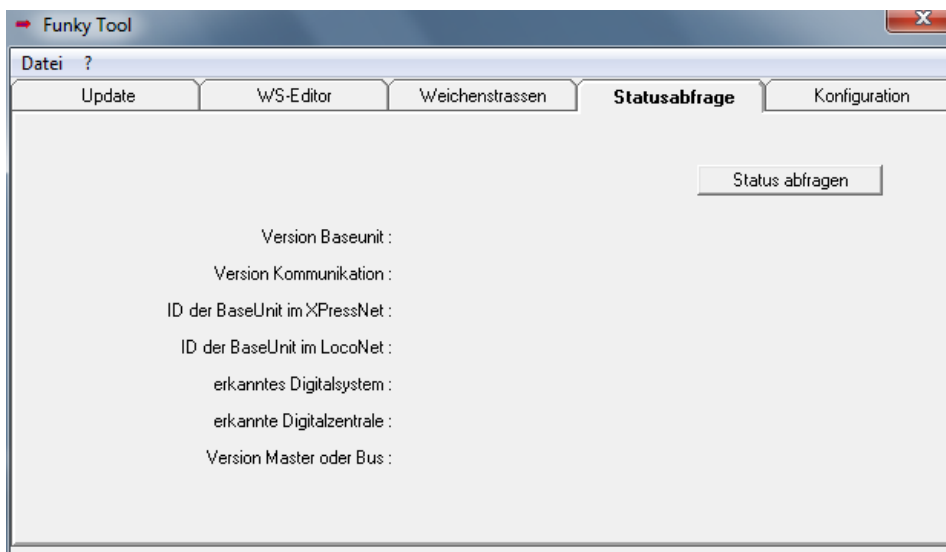 Funky Tool
Datei ?
Update WS-Editor Weichenstrassen Statusabfrage Konfiguration
Status abfragen
Version Baseunit :
Version Kommunikation :
ID der BaseUnit im XPressNet :
ID der BaseUnit im LocoNet :
erkanntes Digitalsystem :
erkannte Digitalzentrale :
Version Master oder Bus :